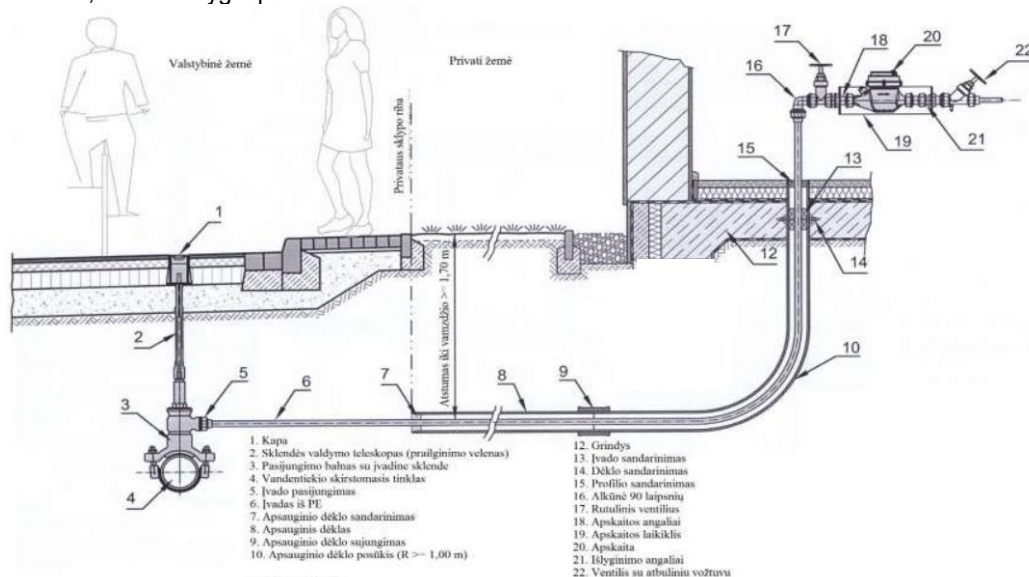 Valstybinė žemė
Privati žemė
Privataus sklypo riba
Atstumas iki vamzdžio >= 1,70 m
1
2
3
4
5
6
7
8
9
10
12
13
14
15
16
17
18
19
20
21
22
1. Kapa
2. Sklendės valdymo teleskopas (prailginimo velenas)
3. Pasijungimo balnas su įvadine sklende
4. Vandentiekio skirstomasis tinklas
5. Įvado pasijungimas
6. Įvadas iš PE
7. Apsauginio dėklo sandarinimas
8. Apsauginis dėklas
9. Apsauginio dėklo sujungimas
10. Apsauginio dėklo posūkis (R >= 1,00 m)
12. Grindys
13. Įvado sandarinimas
14. Dėklo sandarinimas
15. Profilio sandarinimas
16. Alkūnė 90 laipsnių
17. Rutulinis ventilius
18. Apskaitos angaliai
19. Apskaitos laikiklis
20. Apskaita
21. Išlyginimo angaliai
22. Ventilis su atbuliniu vožtuvu